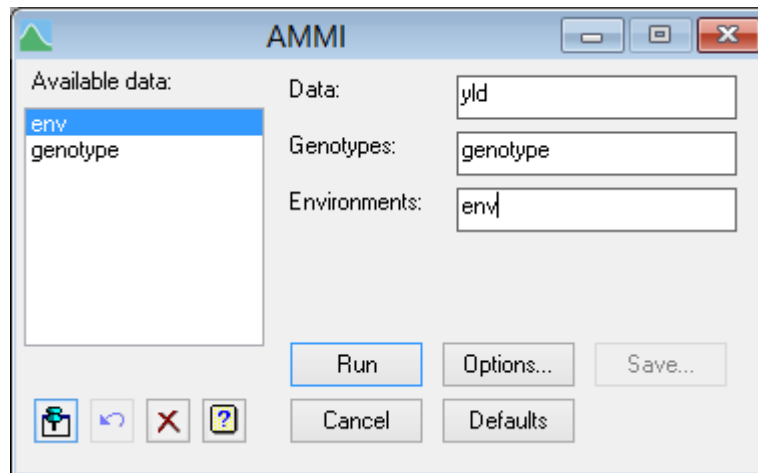 AMMI
Available data:
env
genotype
Data:
yld
Genotypes:
genotype
Environments:
env
Run
Options...
Save...
Cancel
Defaults
?